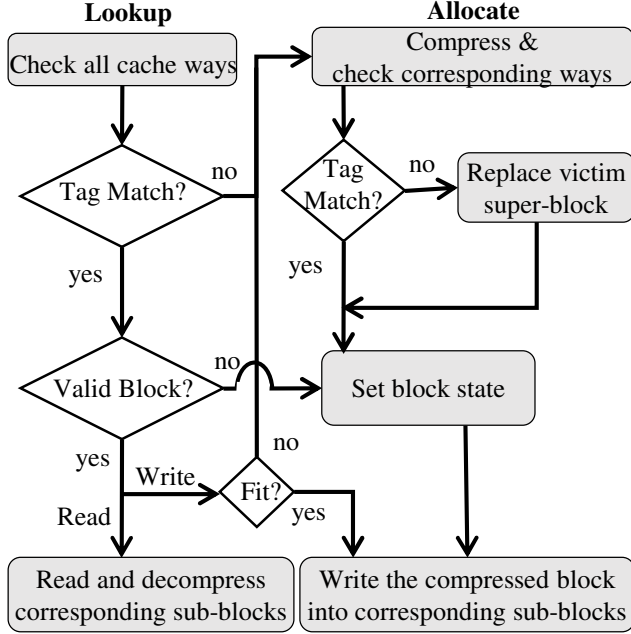 Lookup
Allocate
Check all cache ways
Compress &
check corresponding ways
Tag Match?
no
yes
Tag
Match?
no
yes
Replace victim
super-block
Valid Block?
no
yes
Set block state
Write
Read
Fit?
no
yes
Read and decompress
corresponding sub-blocks
Write the compressed block
into corresponding sub-blocks